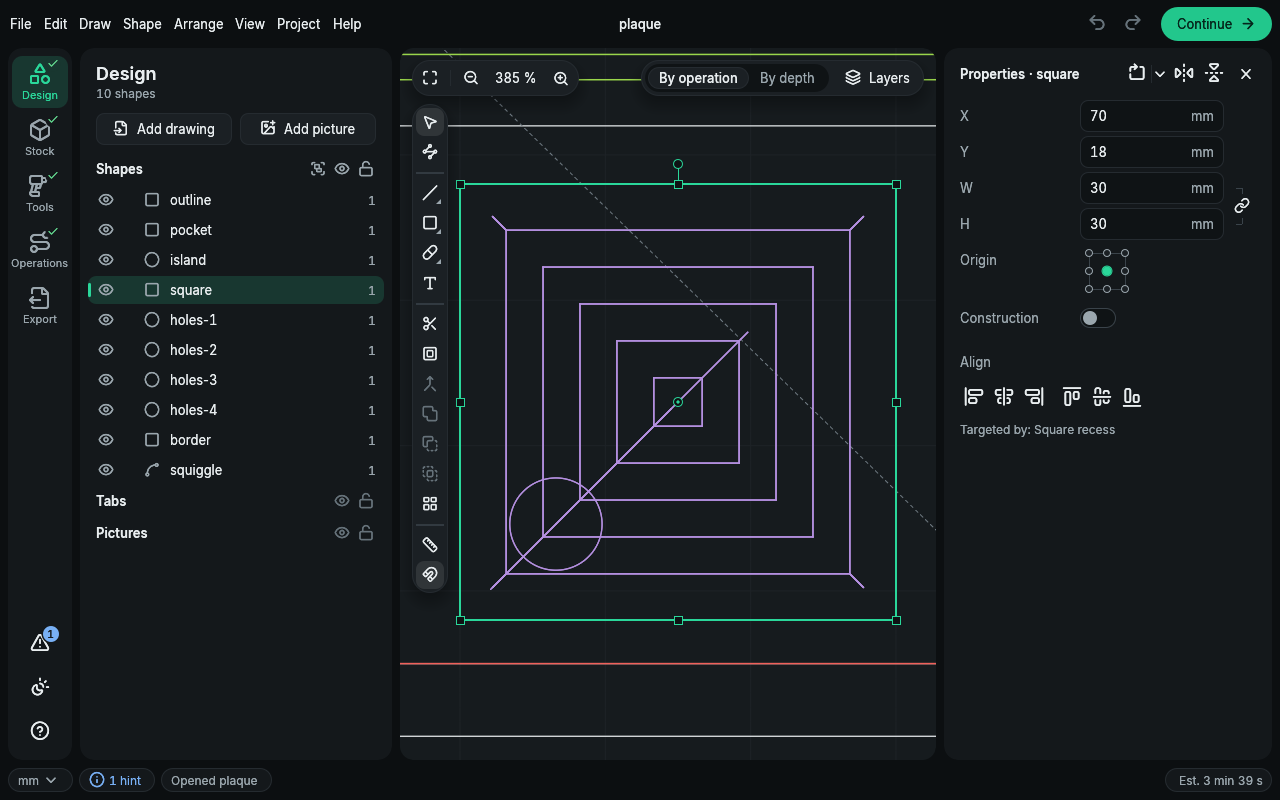 File Edit Draw Shape Arrange View Project Help
plaque
Continue
Design
Stock
Tools
Operations
Export
1
Design
10 shapes
Add drawing
Add picture
Shapes
outline 1
pocket 1
island 1
square 1
holes-1 1
holes-2 1
holes-3 1
holes-4 1
border 1
squiggle 1
Tabs
Pictures
385 %
By operation
By depth
Layers
T
Properties · square
X 70 mm
Y 18 mm
W 30 mm
H 30 mm
Origin
Construction
Align
Targeted by: Square recess
mm
1 hint
Opened plaque
Est. 3 min 39 s